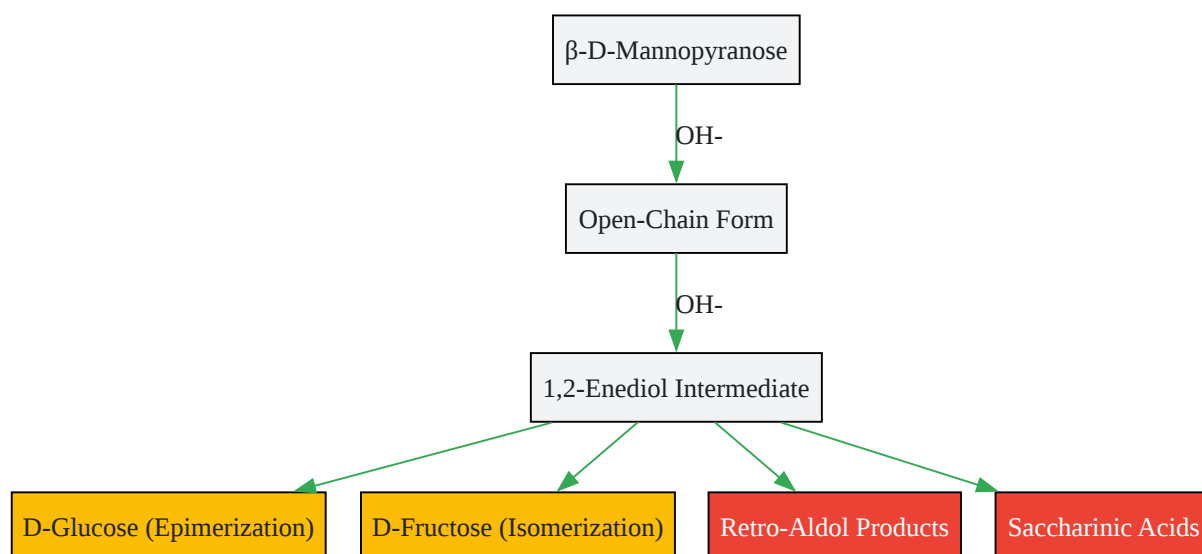 β-D-Mannopyranose
OH-
Open-Chain Form
OH-
1,2-Enediol Intermediate
D-Glucose (Epimerization)
D-Fructose (Isomerization)
Retro-Aldol Products
Saccharinic Acids